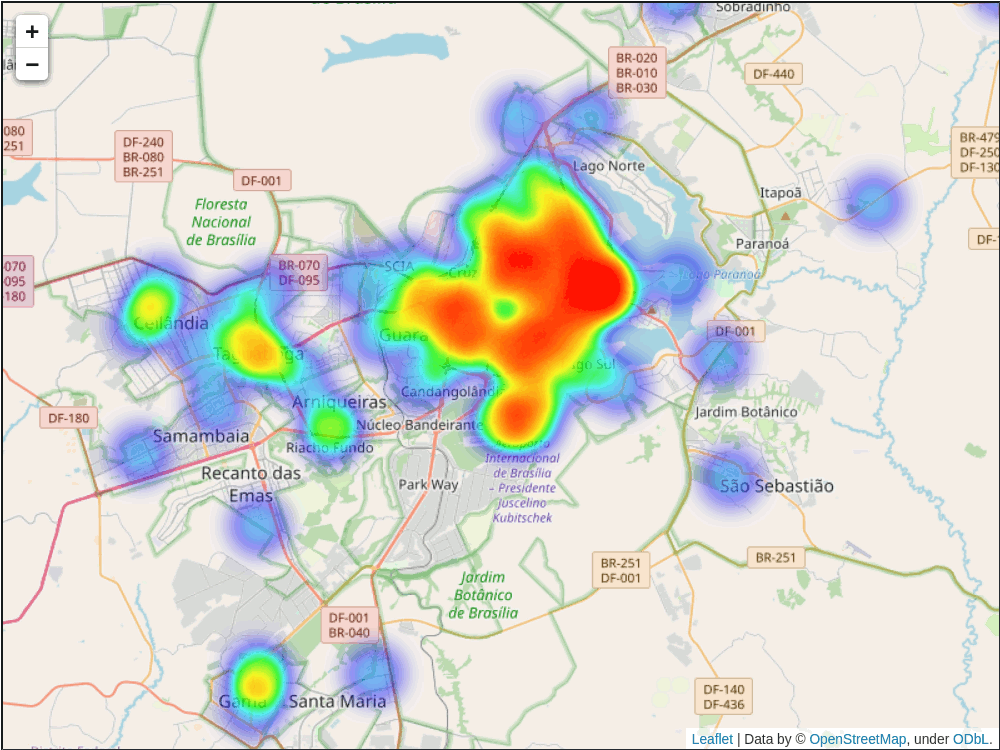 de Brasília
Sobradinho
+
−
BR-020
BR-010
BR-030
DF-440
080
251
DF-240
BR-080
BR-251
BR-479
DF-250
DF-130
Lago Norte
DF-001
Itapoã
Floresta
Nacional
de Brasília
Paranoá
070
095
-180
BR-070
DF-095
SCIA
Cruz
Lago Paranoá
Ceilândia
Guará
DF-001
Taguatinga
Lago Sul
Candangolândia
Arniqueiras
DF-180
Jardim Botânico
Núcleo Bandeirante
Samambaia
Riacho Fundo
Aeroporto
Internacional
de Brasília
– Presidente
Juscelino
Kubitschek
Recanto das
Emas
Park Way
São Sebastião
BR-251
DF-001
BR-251
Jardim
Botânico
de Brasília
DF-001
BR-040
Gama
Santa Maria
DF-140
DF-436
Distrito Federal
Leaflet | Data by © OpenStreetMap, under ODbL.